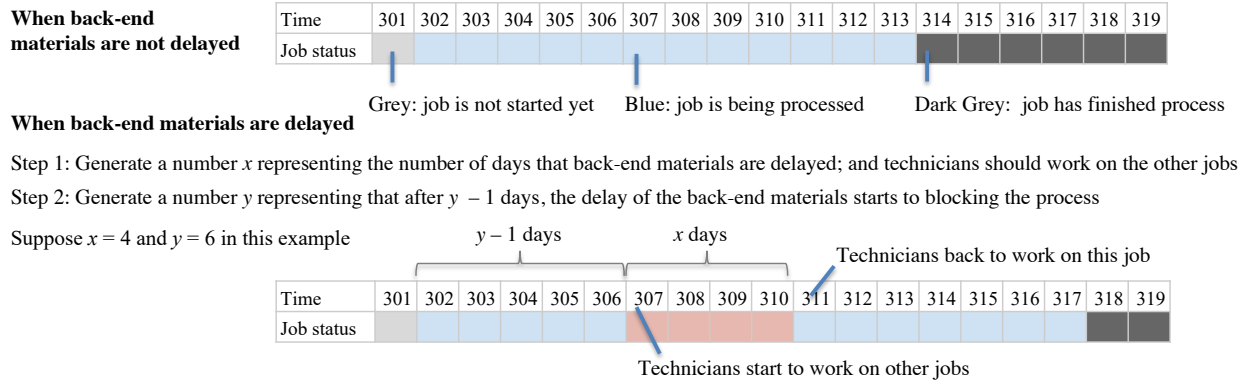 When back-end
materials are not delayed
Time 301 302 303 304 305 306 307 308 309 310 311 312 313 314 315 316 317 318 319
Job status
Grey: job is not started yet
Blue: job is being processed
Dark Grey: job has finished process
When back-end materials are delayed
Step 1: Generate a number x representing the number of days that back-end materials are delayed; and technicians should work on the other jobs
Step 2: Generate a number y representing that after y – 1 days, the delay of the back-end materials starts to blocking the process
Suppose x = 4 and y = 6 in this example
y – 1 days
x days
Technicians back to work on this job
Time 301 302 303 304 305 306 307 308 309 310 311 312 313 314 315 316 317 318 319
Job status
Technicians start to work on other jobs